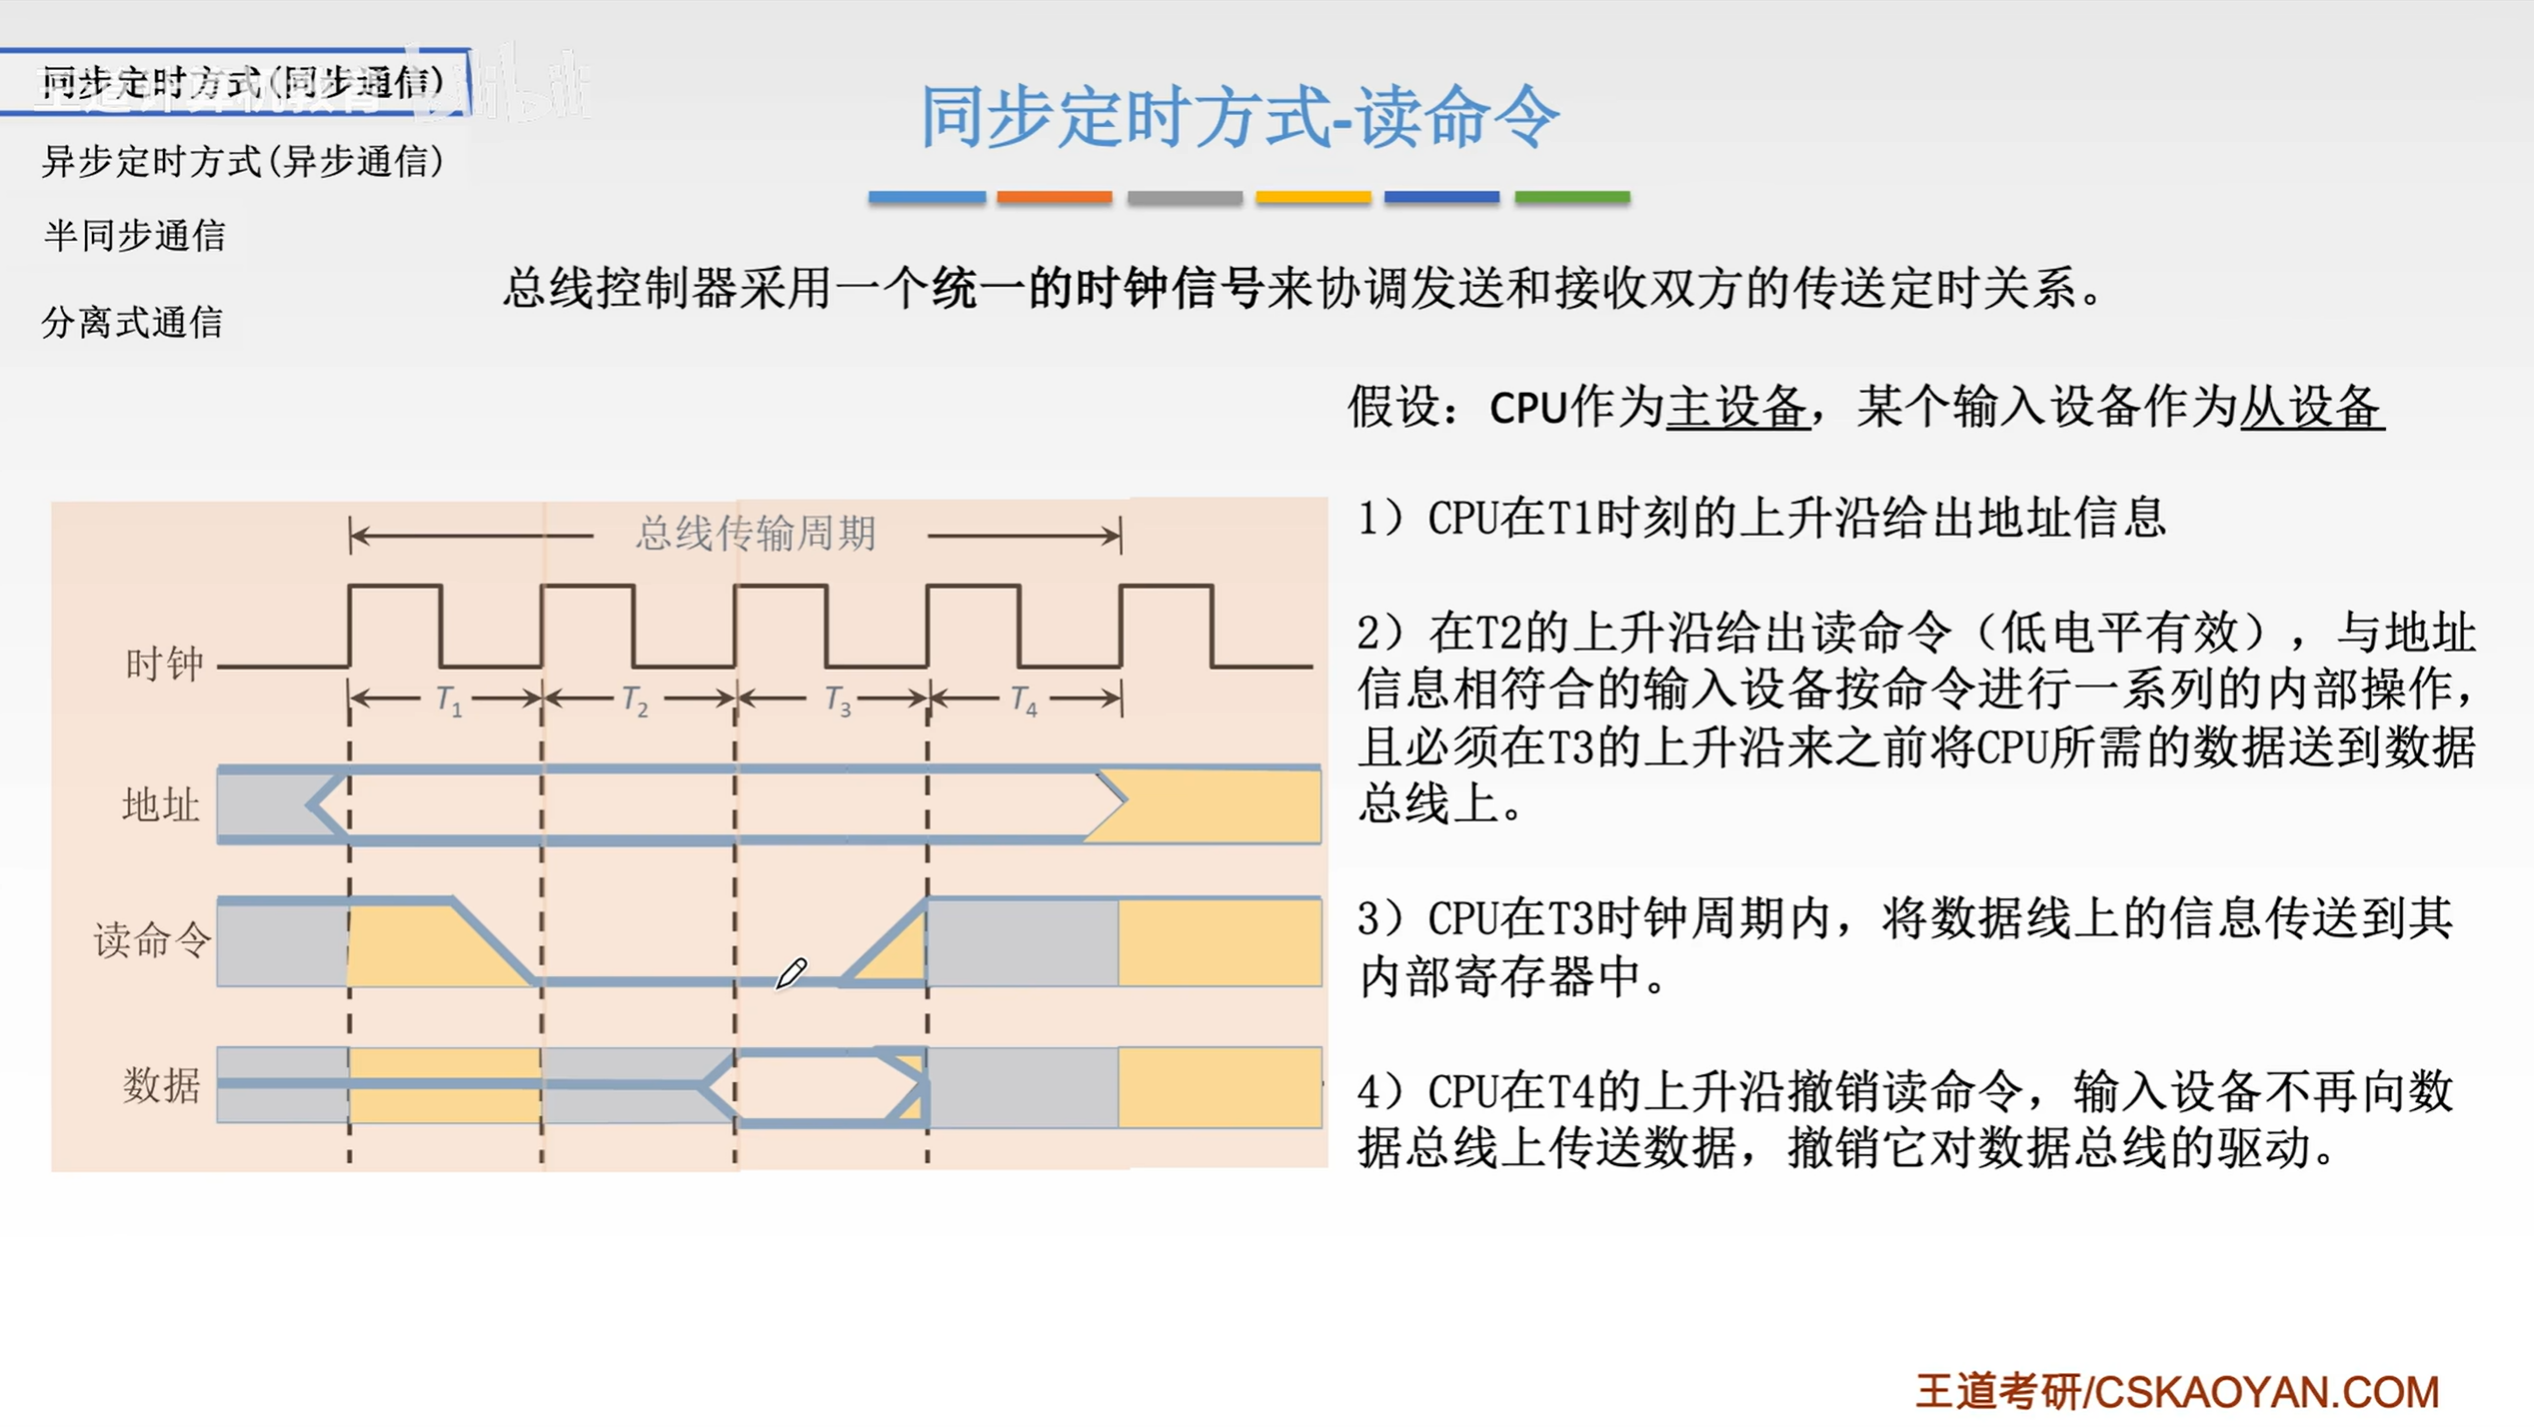 同步定时方式(同步通信)
王道计算机教育 bilibili
异步定时方式(异步通信)
半同步通信
分离式通信
同步定时方式-读命令
总线控制器采用一个统一的时钟信号来协调发送和接收双方的传送定时关系。
假设：CPU作为主设备，某个输入设备作为从设备
总线传输周期
时钟
T1 T2 T3 T4
地址
读命令
数据
1）CPU在T1时刻的上升沿给出地址信息
2）在T2的上升沿给出读命令（低电平有效），与地址
信息相符合的输入设备按命令进行一系列的内部操作，
且必须在T3的上升沿来之前将CPU所需的数据送到数据
总线上。
3）CPU在T3时钟周期内，将数据线上的信息传送到其
内部寄存器中。
4）CPU在T4的上升沿撤销读命令，输入设备不再向数
据总线上传送数据，撤销它对数据总线的驱动。
王道考研/CSKAOYAN.COM